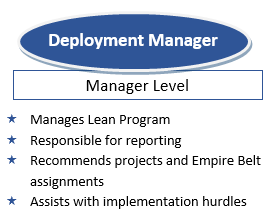 Deployment Manager
Manager Level
★ Manages Lean Program
★ Responsible for reporting
★ Recommends projects and Empire Belt
assignments
★ Assists with implementation hurdles